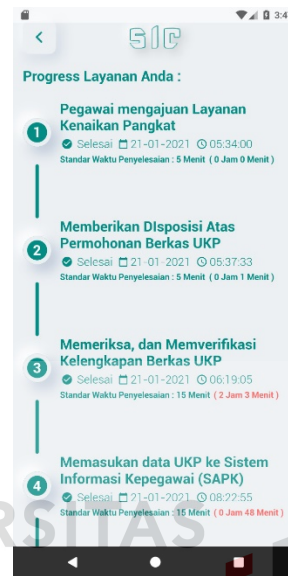 3:4
SIC
Progress Layanan Anda :
Pegawai mengajuan Layanan
Kenaikan Pangkat
1
Selesai 21-01-2021 05:34:00
Standar Waktu Penyelesaian : 5 Menit ( 0 Jam 0 Menit )
Memberikan DIsposisi Atas
Permohonan Berkas UKP
2
Selesai 21-01-2021 05:37:33
Standar Waktu Penyelesaian : 5 Menit ( 0 Jam 1 Menit )
Memeriksa, dan Memverifikasi
Kelengkapan Berkas UKP
3
Selesai 21-01-2021 06:19:05
Standar Waktu Penyelesaian : 15 Menit ( 2 Jam 3 Menit )
Memasukan data UKP ke Sistem
Informasi Kepegawai (SAPK)
4
Selesai 21-01-2021 08:22:55
Standar Waktu Penyelesaian : 15 Menit ( 0 Jam 48 Menit )
ERSITAS